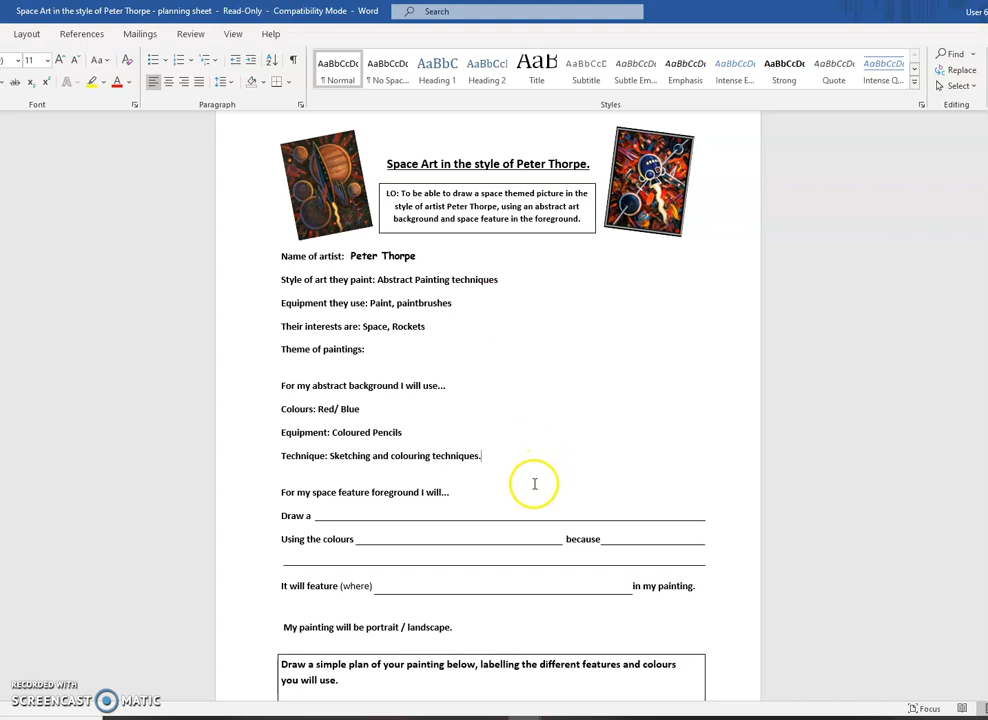 Space Art in the style of Peter Thorpe - planning sheet - Read-Only - Compatibility Mode - Word
Search
User 6
Layout References Mailings Review View Help
11 Aa
AaBbCcDc AaBbCcDc AaBbC AaBbCcI AaB AaBbCcD AaBbCcDc AaBbCcDc AaBbCcDc AaBbCcDc AaBbCcDc AaBbCcDc
¶ Normal ¶ No Spac... Heading 1 Heading 2 Title Subtitle Subtle Em... Emphasis Intense E... Strong Quote Intense Q...
Find
Replace
Select
Font Paragraph Styles Editing
Space Art in the style of Peter Thorpe.
LO: To be able to draw a space themed picture in the
style of artist Peter Thorpe, using an abstract art
background and space feature in the foreground.
Name of artist: Peter Thorpe
Style of art they paint: Abstract Painting techniques
Equipment they use: Paint, paintbrushes
Their interests are: Space, Rockets
Theme of paintings:
For my abstract background I will use...
Colours: Red/ Blue
Equipment: Coloured Pencils
Technique: Sketching and colouring techniques.
For my space feature foreground I will...
Draw a
Using the colours because
It will feature (where) in my painting.
My painting will be portrait / landscape.
Draw a simple plan of your painting below, labelling the different features and colours
you will use.
RECORDED WITH
SCREENCAST MATIC
Focus